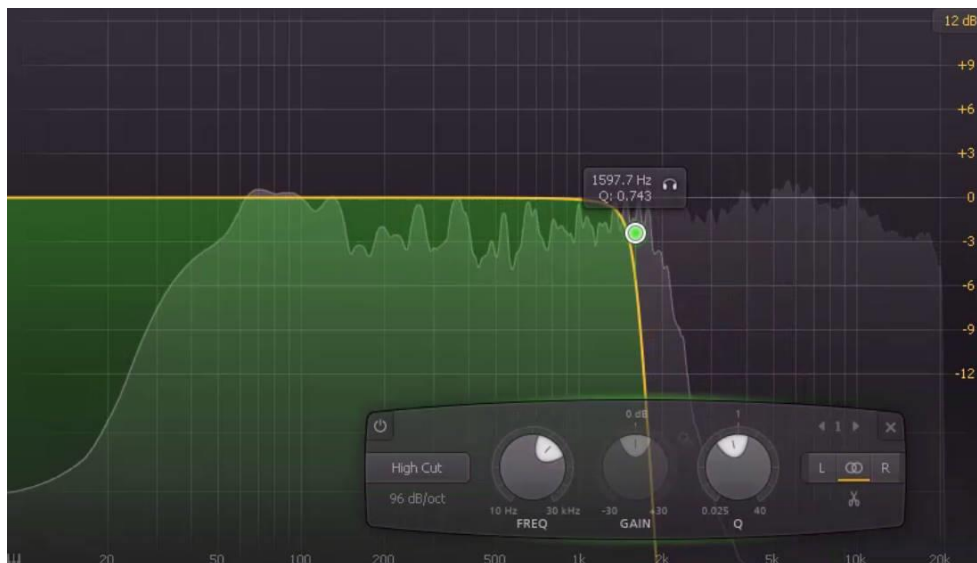 12 dB
+9
+6
+3
0
-3
-6
-9
-12
1597.7 Hz
Q: 0.743
0 dB
1
High Cut
96 dB/oct
10 Hz 30 kHz
FREQ
-30 +30
GAIN
0.025 40
Q
L R
20 50 100 200 500 1k 2k 5k 10k 20k